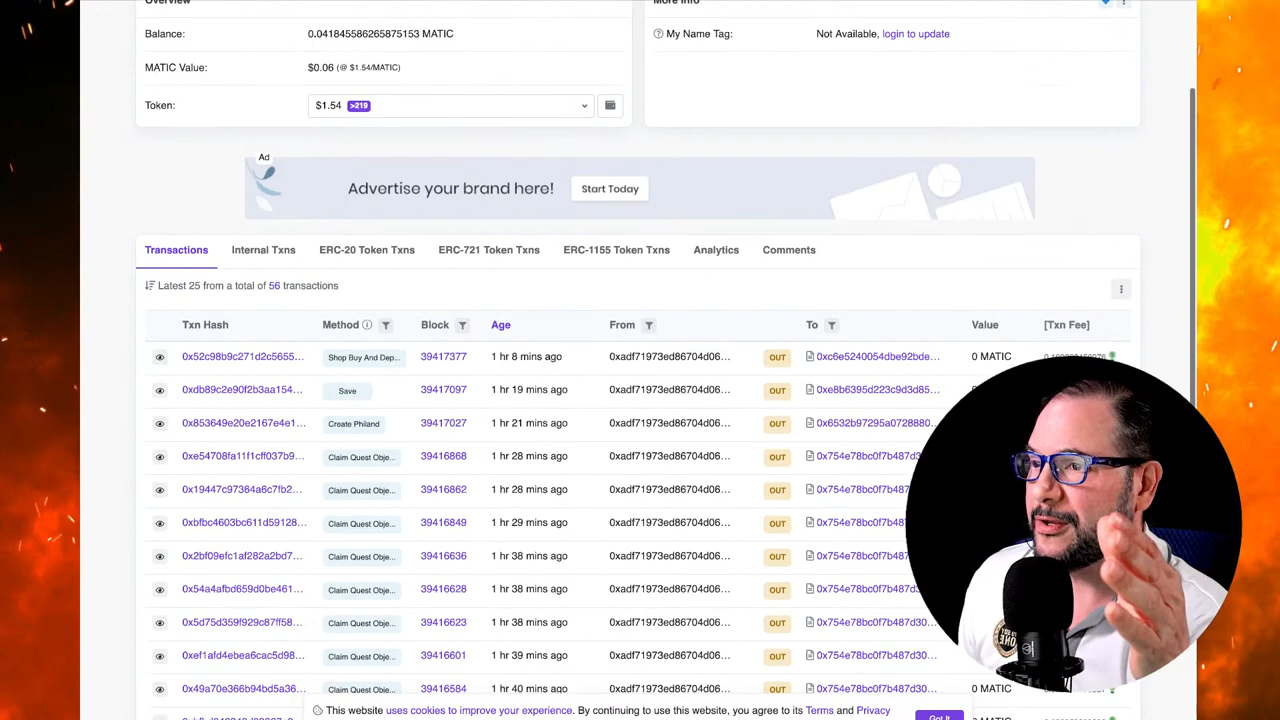 Overview
More Info
Balance: 0.041845586265875153 MATIC
My Name Tag: Not Available, login to update
MATIC Value: $0.06 (@ $1.54/MATIC)
Token: $1.54 >219
Ad
Advertise your brand here! Start Today
Transactions Internal Txns ERC-20 Token Txns ERC-721 Token Txns ERC-1155 Token Txns Analytics Comments
Latest 25 from a total of 56 transactions
Txn Hash Method Block Age From To Value [Txn Fee]
0x52c98b9c271d2c5655... Shop Buy And Dep... 39417377 1 hr 8 mins ago 0xadf71973ed86704d06... OUT 0xc6e5240054dbe92bde... 0 MATIC
0xdb89c2e90f2b3aa154... Save 39417097 1 hr 19 mins ago 0xadf71973ed86704d06... OUT 0xe8b6395d223c9d3d85...
0x853649e20e2167e4e1... Create Philand 39417027 1 hr 21 mins ago 0xadf71973ed86704d06... OUT 0x6532b97295a0728880...
0xe54708fa11f1cff037b9... Claim Quest Obje... 39416868 1 hr 28 mins ago 0xadf71973ed86704d06... OUT 0x754e78bc0f7b487d3
0x19447c97364a6c7fb2... Claim Quest Obje... 39416862 1 hr 28 mins ago 0xadf71973ed86704d06... OUT 0x754e78bc0f7b487d
0xbfbc4603bc611d59128... Claim Quest Obje... 39416849 1 hr 29 mins ago 0xadf71973ed86704d06... OUT 0x754e78bc0f7b487
0x2bf09efc1af282a2bd7... Claim Quest Obje... 39416636 1 hr 38 mins ago 0xadf71973ed86704d06... OUT 0x754e78bc0f7b487d
0x54a4afbd659d0be461... Claim Quest Obje... 39416628 1 hr 38 mins ago 0xadf71973ed86704d06... OUT 0x754e78bc0f7b487d3
0x5d75d359f929c87ff58... Claim Quest Obje... 39416623 1 hr 38 mins ago 0xadf71973ed86704d06... OUT 0x754e78bc0f7b487d30...
0xef1afd4ebea6cac5d98... Claim Quest Obje... 39416601 1 hr 39 mins ago 0xadf71973ed86704d06... OUT 0x754e78bc0f7b487d30...
0x49a70e366b94bd5a36... Claim Quest Obje... 39416584 1 hr 40 mins ago 0xadf71973ed86704d06... OUT 0x754e78bc0f7b487d30... 0 MATIC
This website uses cookies to improve your experience. By continuing to use this website, you agree to its Terms and Privacy
Got It